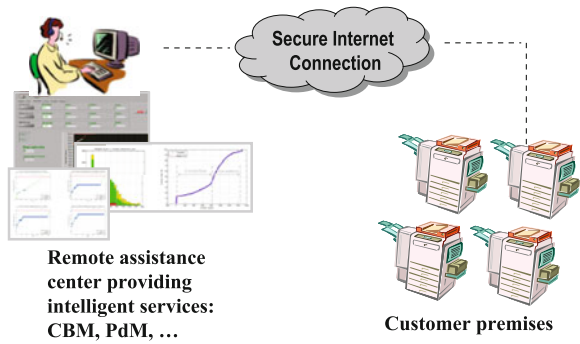 Secure Internet
Connection
Remote assistance
center providing
intelligent services:
CBM, PdM, …
Customer premises